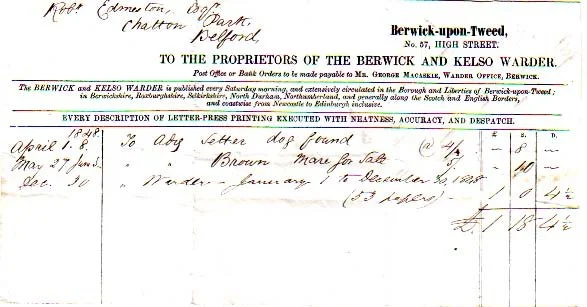 Robt Edmeston, Esqr.
Chatton Park,
Belford,
Berwick-upon-Tweed,
No. 57, HIGH STREET.
TO THE PROPRIETORS OF THE BERWICK AND KELSO WARDER.
Post Office or Bank Orders to be made payable to MR. GEORGE MACASKIE, WARDER OFFICE, BERWICK.
The BERWICK and KELSO WARDER is published every Saturday morning, and extensively circulated in the Borough and Liberties of Berwick-upon-Tweed;
in Berwickshire, Roxburghshire, Selkirkshire, North Durham, Northumberland, and generally along the Scotch and English Borders,
and coastwise from Newcastle to Edinburgh inclusive.
EVERY DESCRIPTION OF LETTER-PRESS PRINTING EXECUTED WITH NEATNESS, ACCURACY, AND DESPATCH.
1848 £ S. D.
April 1. 8. To Advg Setter dog found @ 4/ - 8 -
May 27 June 3. " " Brown Mare for Sale 5/ - 10 -
Dec. 30 " Warder - January 1 to December 30, 1848
(53 papers) - 1 0 4½
£ 1 18 4½